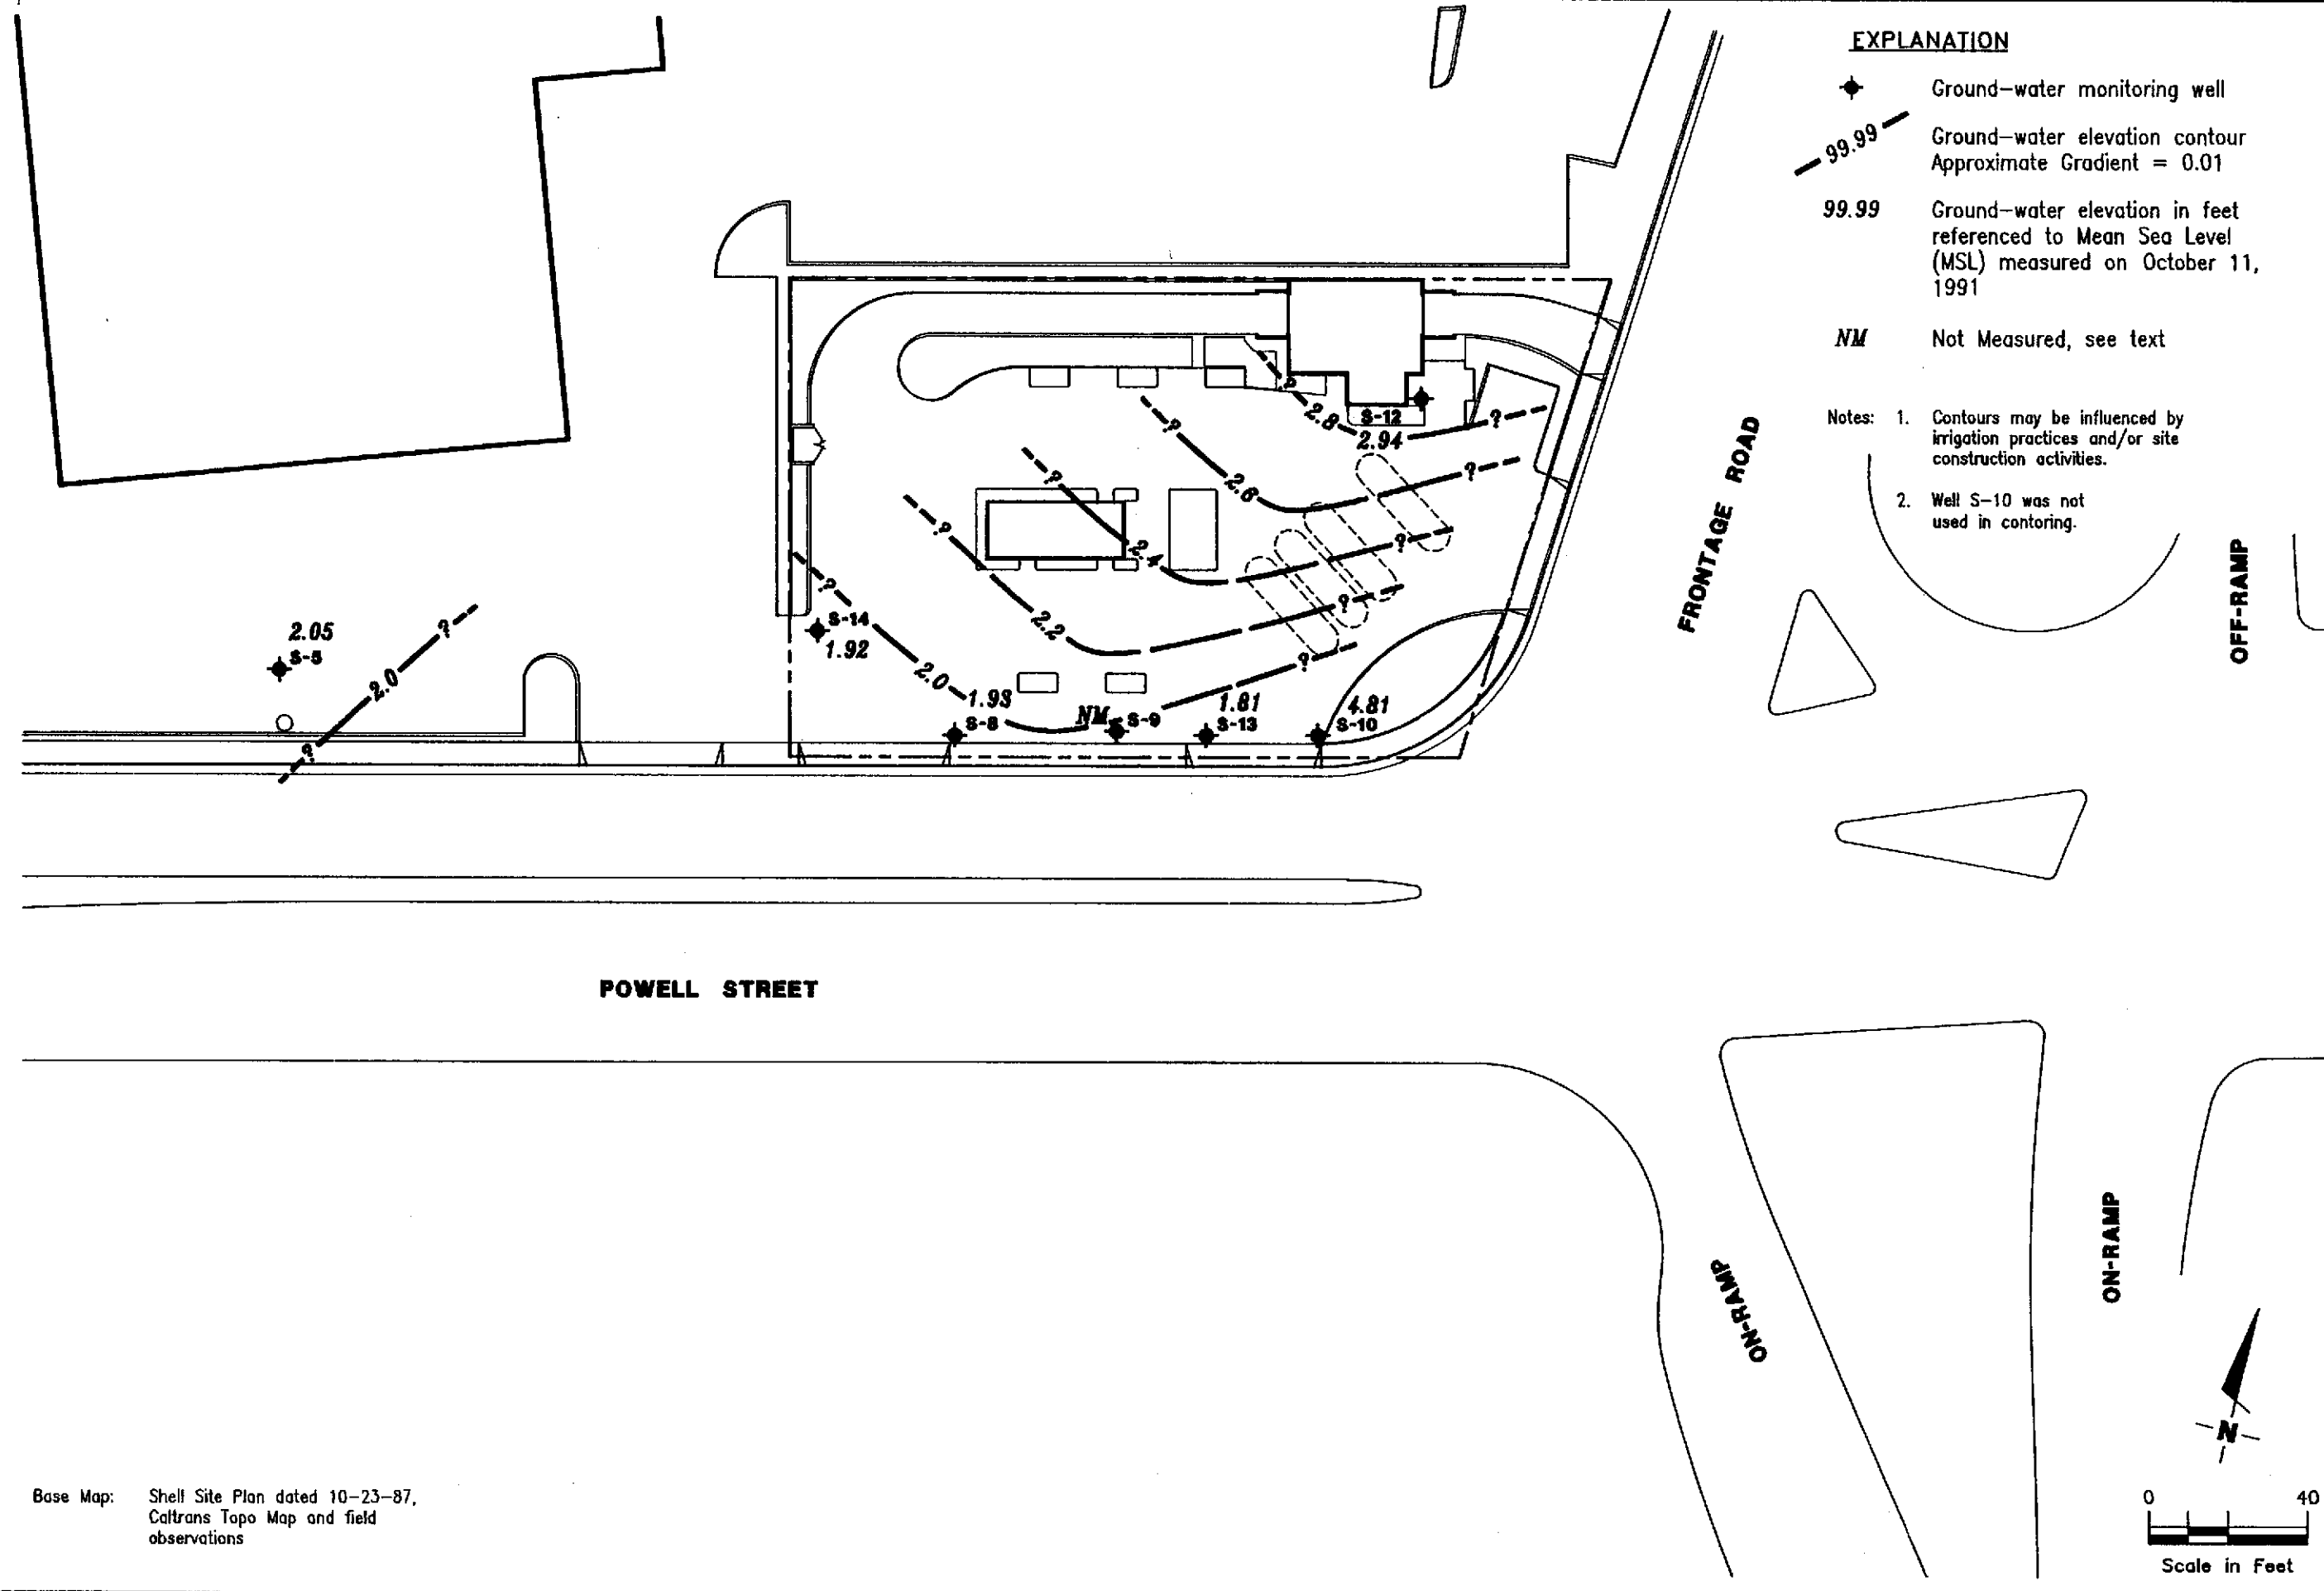 EXPLANATION
Ground-water monitoring well
99.99
Ground-water elevation contour
Approximate Gradient = 0.01
99.99
Ground-water elevation in feet
referenced to Mean Sea Level
(MSL) measured on October 11,
1991
NM
Not Measured, see text
Notes: 1. Contours may be influenced by
irrigation practices and/or site
construction activities.
2. Well S-10 was not
used in contoring.
?
2.8
S-12
2.94
?
?
2.6
?
?
2.4
?
?
2.2
?
?
S-14
1.92
2.0
?
1.93
S-8
NM
S-9
1.81
S-13
4.81
S-10
2.05
S-5
?
2.0
?
FRONTAGE ROAD
OFF-RAMP
POWELL STREET
ON-RAMP
ON-RAMP
N
0 40
Scale in Feet
Base Map: Shell Site Plan dated 10-23-87,
Caltrans Topo Map and field
observations